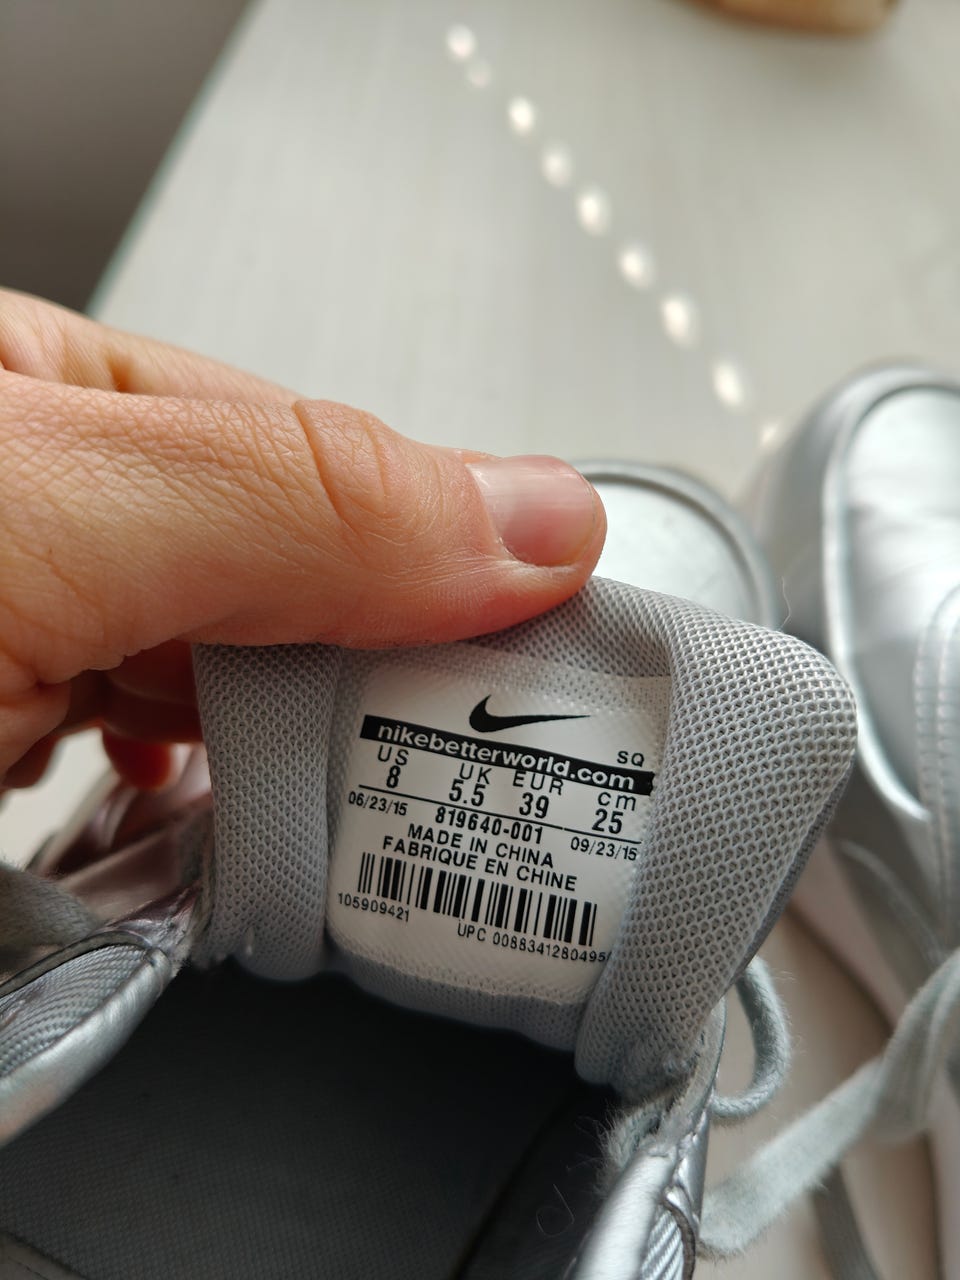 nikebetterworld.com
SQ
US UK EUR cm
8 5.5 39 25
06/23/15 819640-001 09/23/15
MADE IN CHINA
FABRIQUE EN CHINE
105909421
UPC 0088341280495